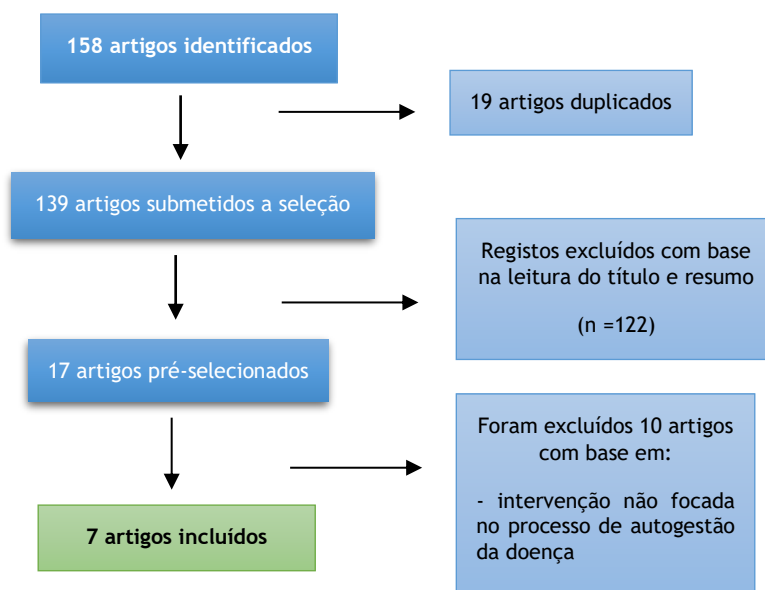 158 artigos identificados
19 artigos duplicados
139 artigos submetidos a seleção
Registos excluídos com base
na leitura do título e resumo
(n =122)
17 artigos pré-selecionados
Foram excluídos 10 artigos
com base em:
- intervenção não focada
no processo de autogestão
da doença
7 artigos incluídos